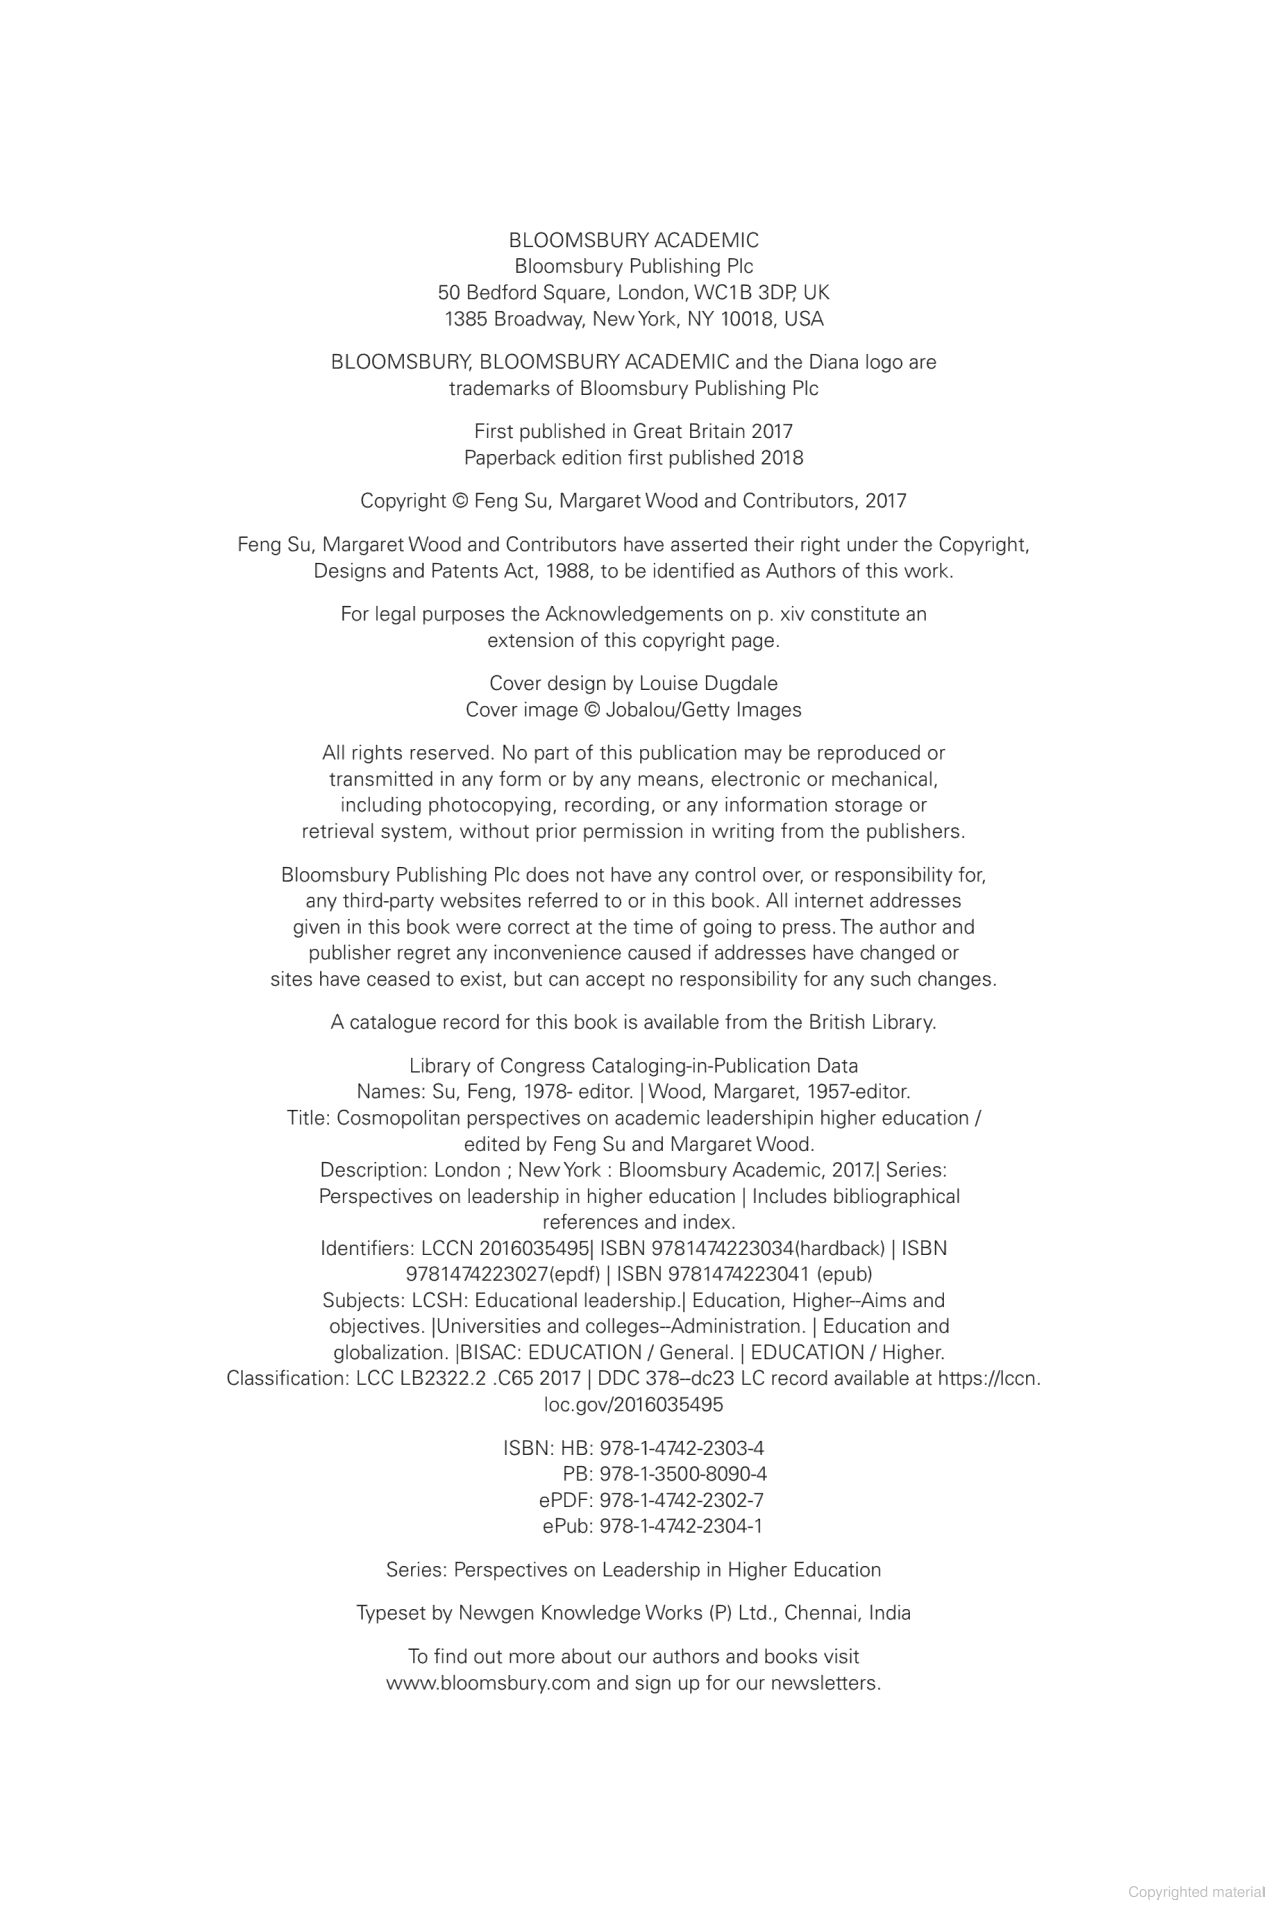 BLOOMSBURY ACADEMIC
Bloomsbury Publishing Plc
50 Bedford Square, London, WC1B 3DP, UK
1385 Broadway, New York, NY 10018, USA
BLOOMSBURY, BLOOMSBURY ACADEMIC and the Diana logo are
trademarks of Bloomsbury Publishing Plc
First published in Great Britain 2017
Paperback edition first published 2018
Copyright © Feng Su, Margaret Wood and Contributors, 2017
Feng Su, Margaret Wood and Contributors have asserted their right under the Copyright,
Designs and Patents Act, 1988, to be identified as Authors of this work.
For legal purposes the Acknowledgements on p. xiv constitute an
extension of this copyright page.
Cover design by Louise Dugdale
Cover image © Jobalou/Getty Images
All rights reserved. No part of this publication may be reproduced or
transmitted in any form or by any means, electronic or mechanical,
including photocopying, recording, or any information storage or
retrieval system, without prior permission in writing from the publishers.
Bloomsbury Publishing Plc does not have any control over, or responsibility for,
any third-party websites referred to or in this book. All internet addresses
given in this book were correct at the time of going to press. The author and
publisher regret any inconvenience caused if addresses have changed or
sites have ceased to exist, but can accept no responsibility for any such changes.
A catalogue record for this book is available from the British Library.
Library of Congress Cataloging-in-Publication Data
Names: Su, Feng, 1978- editor. | Wood, Margaret, 1957-editor.
Title: Cosmopolitan perspectives on academic leadershipin higher education /
edited by Feng Su and Margaret Wood.
Description: London ; New York : Bloomsbury Academic, 2017.| Series:
Perspectives on leadership in higher education | Includes bibliographical
references and index.
Identifiers: LCCN 2016035495| ISBN 9781474223034(hardback) | ISBN
9781474223027(epdf) | ISBN 9781474223041 (epub)
Subjects: LCSH: Educational leadership.| Education, Higher--Aims and
objectives. |Universities and colleges--Administration. | Education and
globalization. |BISAC: EDUCATION / General. | EDUCATION / Higher.
Classification: LCC LB2322.2 .C65 2017 | DDC 378--dc23 LC record available at https://lccn.
loc.gov/2016035495
ISBN: HB: 978-1-4742-2303-4
PB: 978-1-3500-8090-4
ePDF: 978-1-4742-2302-7
ePub: 978-1-4742-2304-1
Series: Perspectives on Leadership in Higher Education
Typeset by Newgen Knowledge Works (P) Ltd., Chennai, India
To find out more about our authors and books visit
www.bloomsbury.com and sign up for our newsletters.
Copyrighted material